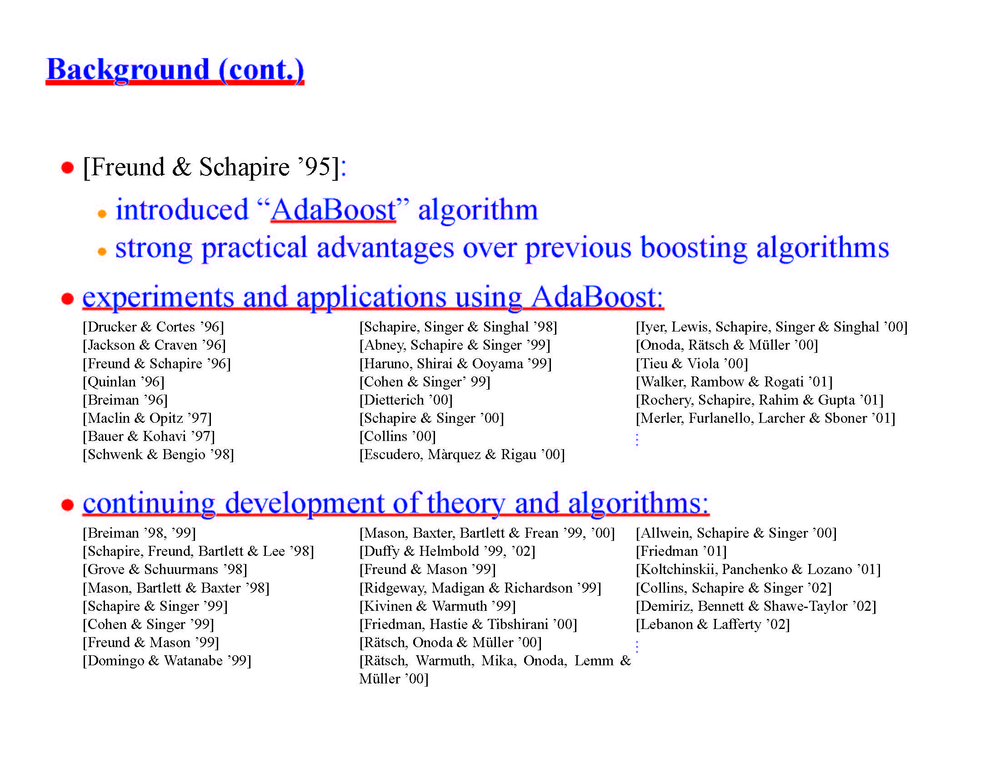 Background (cont.)
• [Freund & Schapire ’95]:
• introduced “AdaBoost” algorithm
• strong practical advantages over previous boosting algorithms
• experiments and applications using AdaBoost:
[Drucker & Cortes ’96]
[Jackson & Craven ’96]
[Freund & Schapire ’96]
[Quinlan ’96]
[Breiman ’96]
[Maclin & Opitz ’97]
[Bauer & Kohavi ’97]
[Schwenk & Bengio ’98]
[Schapire, Singer & Singhal ’98]
[Abney, Schapire & Singer ’99]
[Haruno, Shirai & Ooyama ’99]
[Cohen & Singer’ 99]
[Dietterich ’00]
[Schapire & Singer ’00]
[Collins ’00]
[Escudero, Màrquez & Rigau ’00]
[Iyer, Lewis, Schapire, Singer & Singhal ’00]
[Onoda, Rätsch & Müller ’00]
[Tieu & Viola ’00]
[Walker, Rambow & Rogati ’01]
[Rochery, Schapire, Rahim & Gupta ’01]
[Merler, Furlanello, Larcher & Sboner ’01]
⋮
• continuing development of theory and algorithms:
[Breiman ’98, ’99]
[Schapire, Freund, Bartlett & Lee ’98]
[Grove & Schuurmans ’98]
[Mason, Bartlett & Baxter ’98]
[Schapire & Singer ’99]
[Cohen & Singer ’99]
[Freund & Mason ’99]
[Domingo & Watanabe ’99]
[Mason, Baxter, Bartlett & Frean ’99, ’00]
[Duffy & Helmbold ’99, ’02]
[Freund & Mason ’99]
[Ridgeway, Madigan & Richardson ’99]
[Kivinen & Warmuth ’99]
[Friedman, Hastie & Tibshirani ’00]
[Rätsch, Onoda & Müller ’00]
[Rätsch, Warmuth, Mika, Onoda, Lemm &
Müller ’00]
[Allwein, Schapire & Singer ’00]
[Friedman ’01]
[Koltchinskii, Panchenko & Lozano ’01]
[Collins, Schapire & Singer ’02]
[Demiriz, Bennett & Shawe-Taylor ’02]
[Lebanon & Lafferty ’02]
⋮